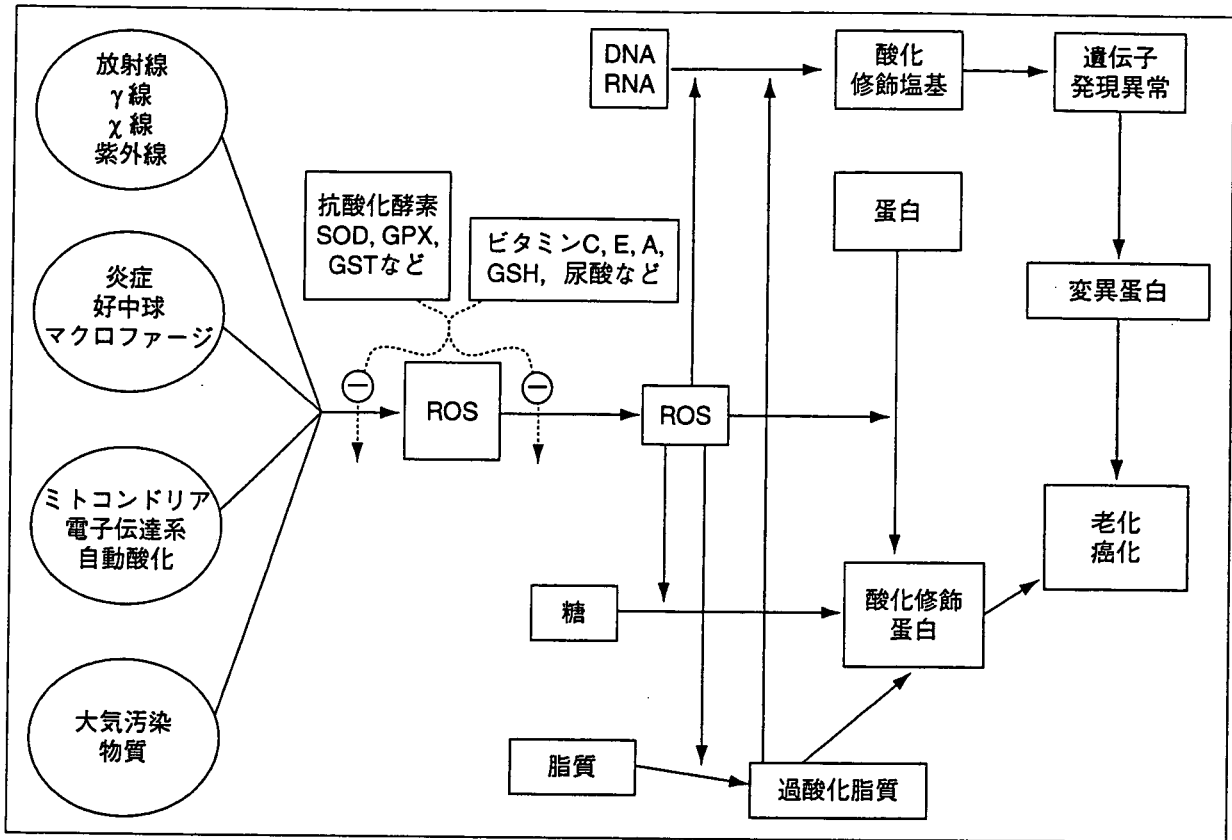 放射線
γ線
χ線
紫外線
炎症
好中球
マクロファージ
ミトコンドリア
電子伝達系
自動酸化
大気汚染
物質
抗酸化酵素
SOD, GPX,
GSTなど
ビタミンC, E, A,
GSH, 尿酸など
ROS
ROS
DNA
RNA
酸化
修飾塩基
遺伝子
発現異常
蛋白
変異蛋白
老化
癌化
糖
酸化修飾
蛋白
脂質
過酸化脂質